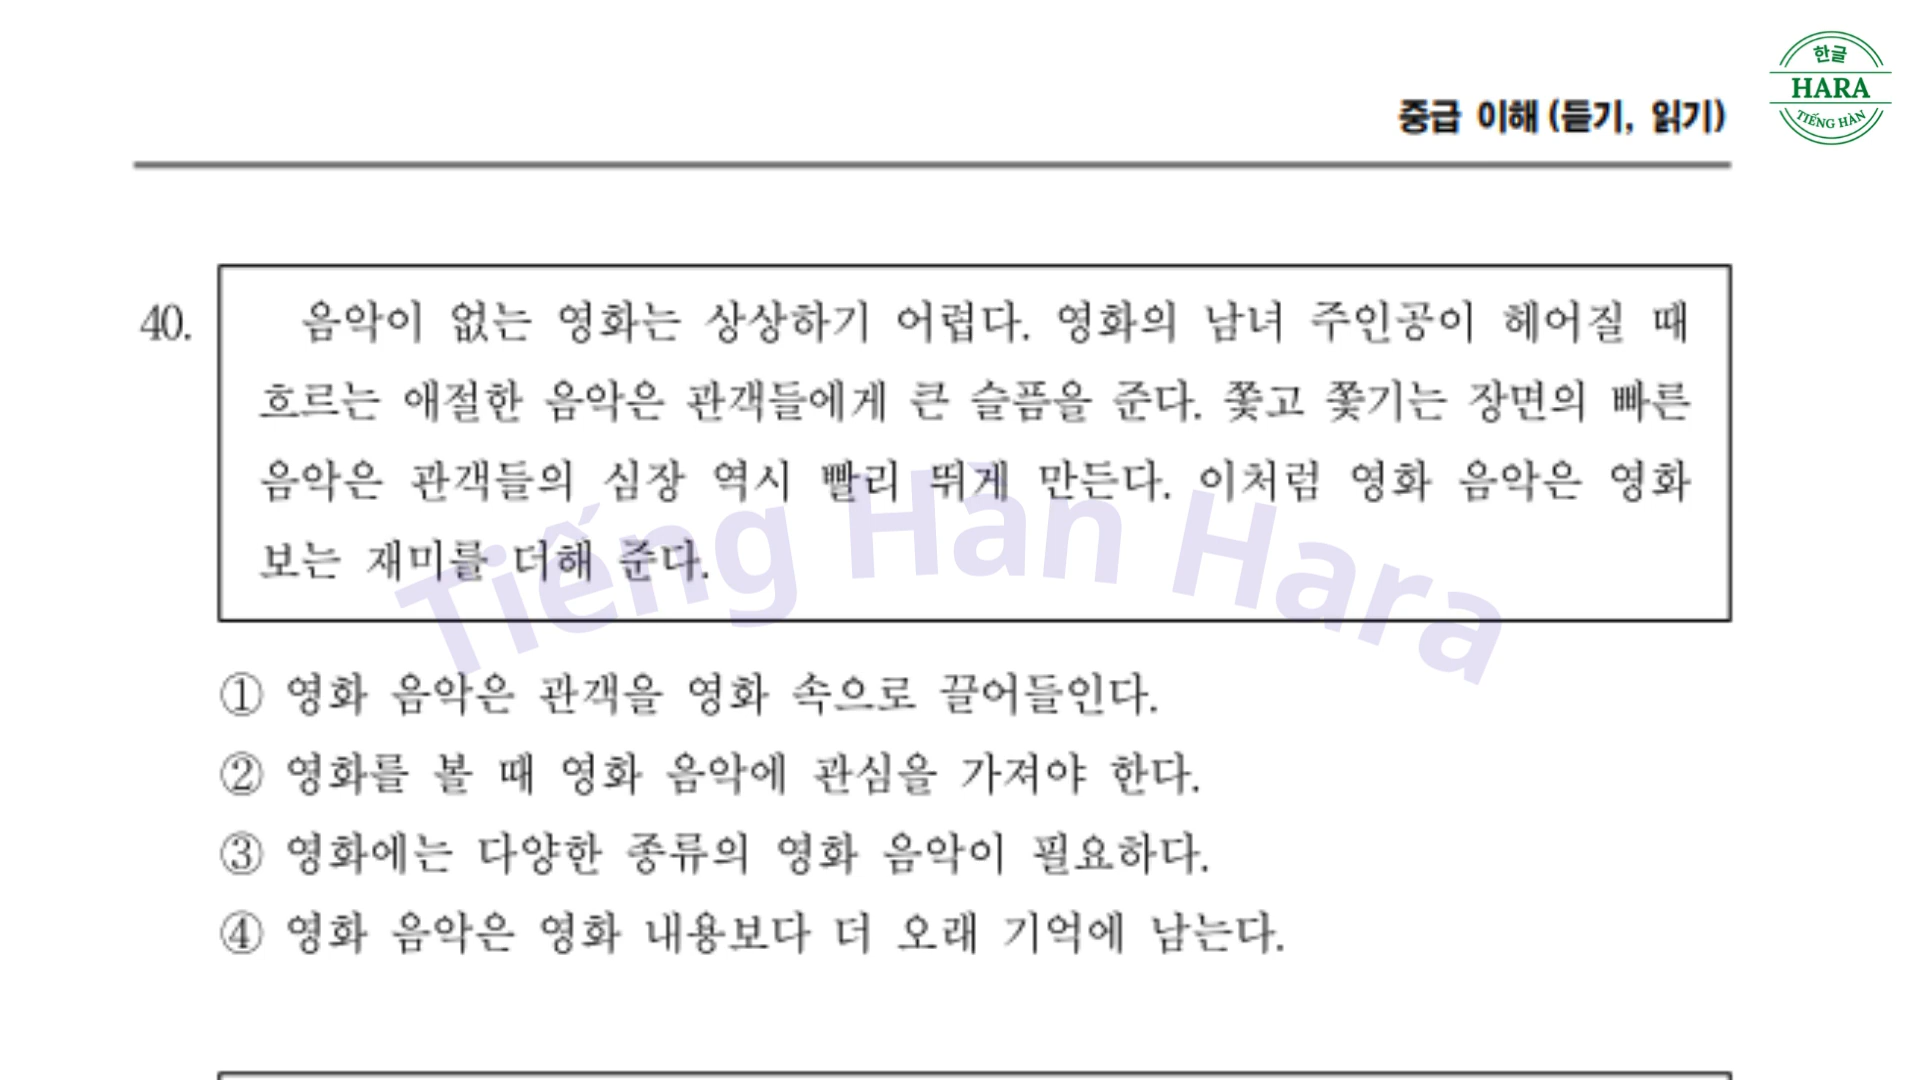 한글
HARA
TIẾNG HÀN
중급 이해 (듣기, 읽기)
40.
음악이 없는 영화는 상상하기 어렵다. 영화의 남녀 주인공이 헤어질 때
흐르는 애절한 음악은 관객들에게 큰 슬픔을 준다. 쫓고 쫓기는 장면의 빠른
음악은 관객들의 심장 역시 빨리 뛰게 만든다. 이처럼 영화 음악은 영화
보는 재미를 더해 준다.
Tiếng Hàn Hara
① 영화 음악은 관객을 영화 속으로 끌어들인다.
② 영화를 볼 때 영화 음악에 관심을 가져야 한다.
③ 영화에는 다양한 종류의 영화 음악이 필요하다.
④ 영화 음악은 영화 내용보다 더 오래 기억에 남는다.